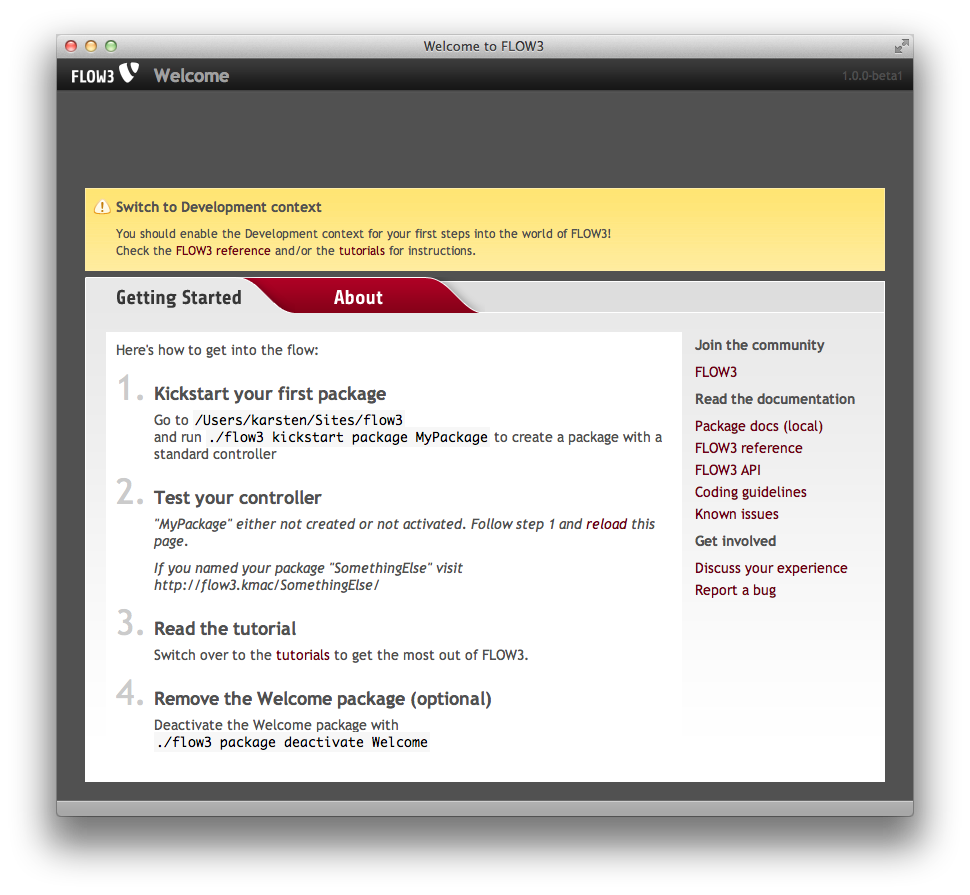 Welcome to FLOW3
FLOW3 Welcome 1.0.0-beta1
Switch to Development context
You should enable the Development context for your first steps into the world of FLOW3!
Check the FLOW3 reference and/or the tutorials for instructions.
Getting Started About
Here's how to get into the flow:
1. Kickstart your first package
Go to /Users/karsten/Sites/flow3
and run ./flow3 kickstart package MyPackage to create a package with a
standard controller
2. Test your controller
"MyPackage" either not created or not activated. Follow step 1 and reload this
page.
If you named your package "SomethingElse" visit
http://flow3.kmac/SomethingElse/
3. Read the tutorial
Switch over to the tutorials to get the most out of FLOW3.
4. Remove the Welcome package (optional)
Deactivate the Welcome package with
./flow3 package deactivate Welcome
Join the community
FLOW3
Read the documentation
Package docs (local)
FLOW3 reference
FLOW3 API
Coding guidelines
Known issues
Get involved
Discuss your experience
Report a bug